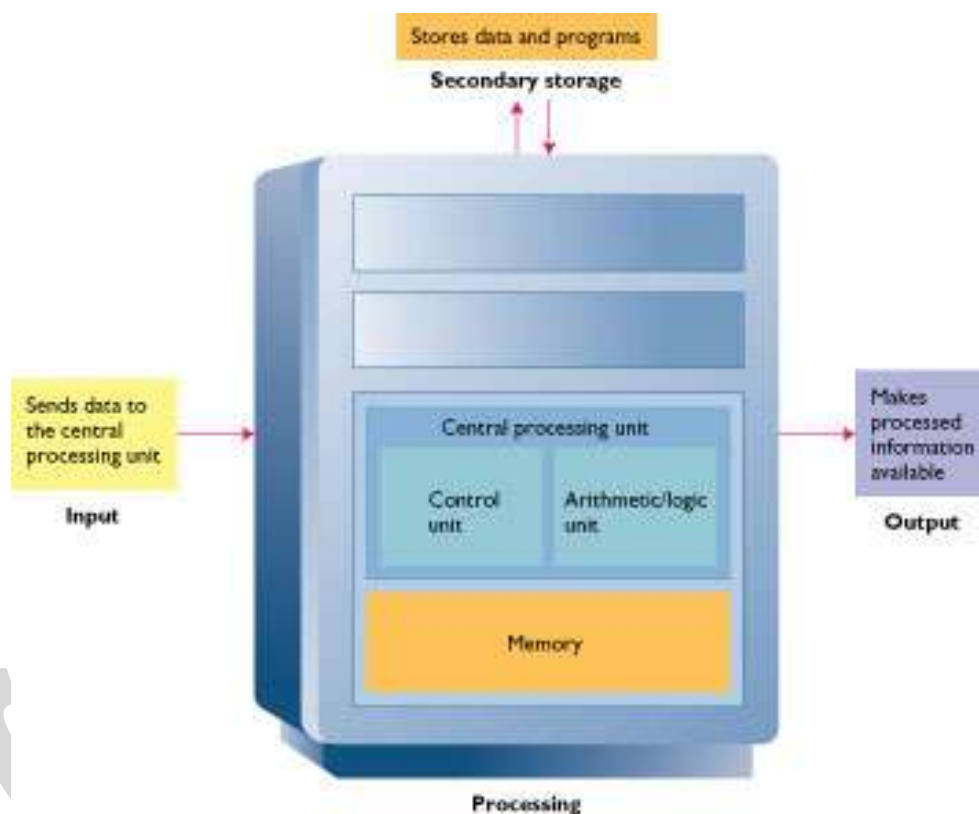 Stores data and programs
Secondary storage
Sends data to
the central
processing unit
Input
Central processing unit
Control
unit
Arithmetic/logic
unit
Memory
Makes
processed
information
available
Output
Processing